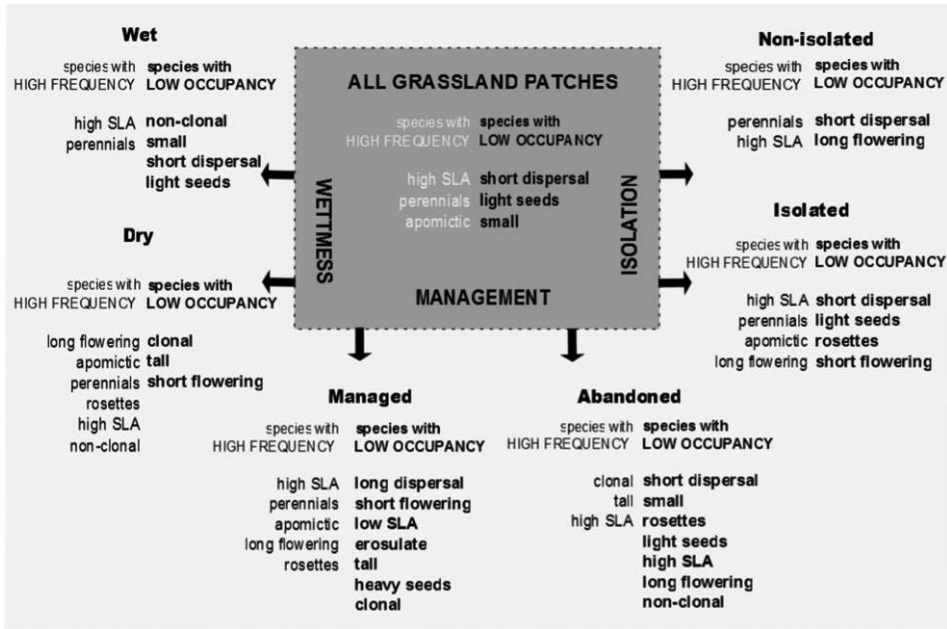 Wet
species with species with
HIGH FREQUENCY LOW OCCUPANCY
high SLA non-clonal
perennials small
short dispersal
light seeds
Dry
species with species with
HIGH FREQUENCY LOW OCCUPANCY
long flowering clonal
apomictic tall
perennials short flowering
rosettes
high SLA
non-clonal
ALL GRASSLAND PATCHES
species with species with
HIGH FREQUENCY LOW OCCUPANCY
high SLA short dispersal
perennials light seeds
apomictic small
WETTMESS
ISOLATION
MANAGEMENT
Non-isolated
species with species with
HIGH FREQUENCY LOW OCCUPANCY
perennials short dispersal
high SLA long flowering
Isolated
species with species with
HIGH FREQUENCY LOW OCCUPANCY
high SLA short dispersal
perennials light seeds
apomictic rosettes
long flowering short flowering
Managed
species with species with
HIGH FREQUENCY LOW OCCUPANCY
high SLA long dispersal
perennials short flowering
apomictic low SLA
long flowering erosulate
rosettes tall
heavy seeds
clonal
Abandoned
species with species with
HIGH FREQUENCY LOW OCCUPANCY
clonal short dispersal
tall small
high SLA rosettes
light seeds
high SLA
long flowering
non-clonal